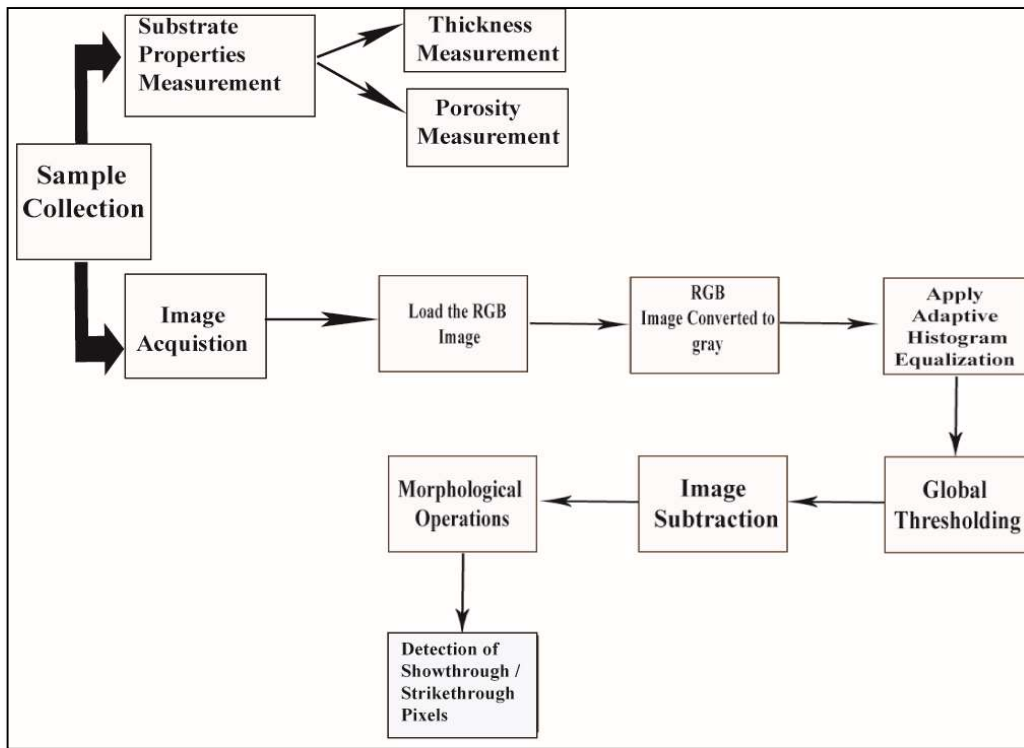 Substrate
Properties
Measurement
Thickness
Measurement
Porosity
Measurement
Sample
Collection
Image
Acquistion
Load the RGB
Image
RGB
Image Converted to
gray
Apply
Adaptive
Histogram
Equalization
Global
Thresholding
Image
Subtraction
Morphological
Operations
Detection of
Showthrough /
Strikethrough
Pixels